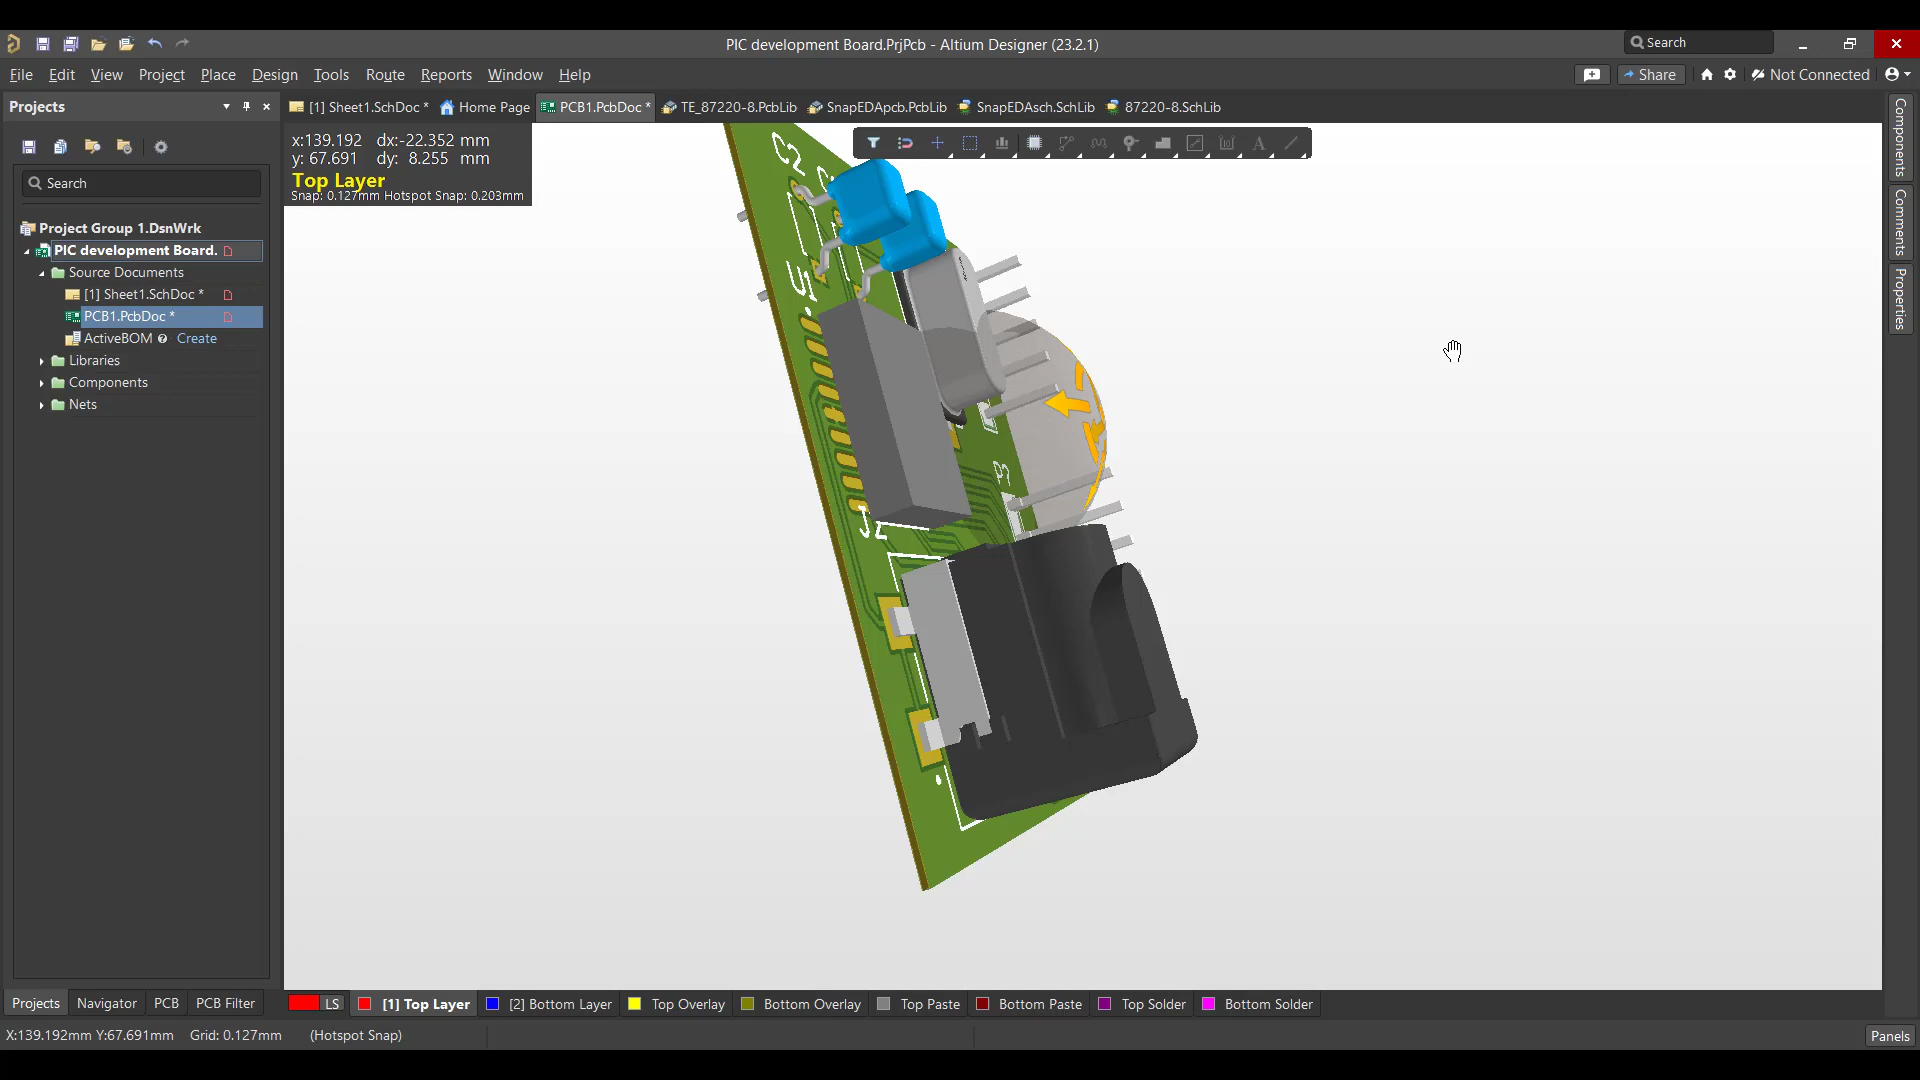 PIC development Board.PrjPcb - Altium Designer (23.2.1)
Search
File Edit View Project Place Design Tools Route Reports Window Help
Share
Not Connected
Projects
[1] Sheet1.SchDoc *
Home Page
PCB1.PcbDoc *
TE_87220-8.PcbLib
SnapEDApcb.PcbLib
SnapEDAsch.SchLib
87220-8.SchLib
x:139.192 dx:-22.352 mm
y: 67.691 dy: 8.255 mm
Top Layer
Snap: 0.127mm Hotspot Snap: 0.203mm
Search
Project Group 1.DsnWrk
PIC development Board.
Source Documents
[1] Sheet1.SchDoc *
PCB1.PcbDoc *
ActiveBOM Create
Libraries
Components
Nets
Components
Comments
Properties
C2
U1
J1
Projects Navigator PCB PCB Filter
LS
[1] Top Layer
[2] Bottom Layer
Top Overlay
Bottom Overlay
Top Paste
Bottom Paste
Top Solder
Bottom Solder
X:139.192mm Y:67.691mm Grid: 0.127mm (Hotspot Snap)
Panels